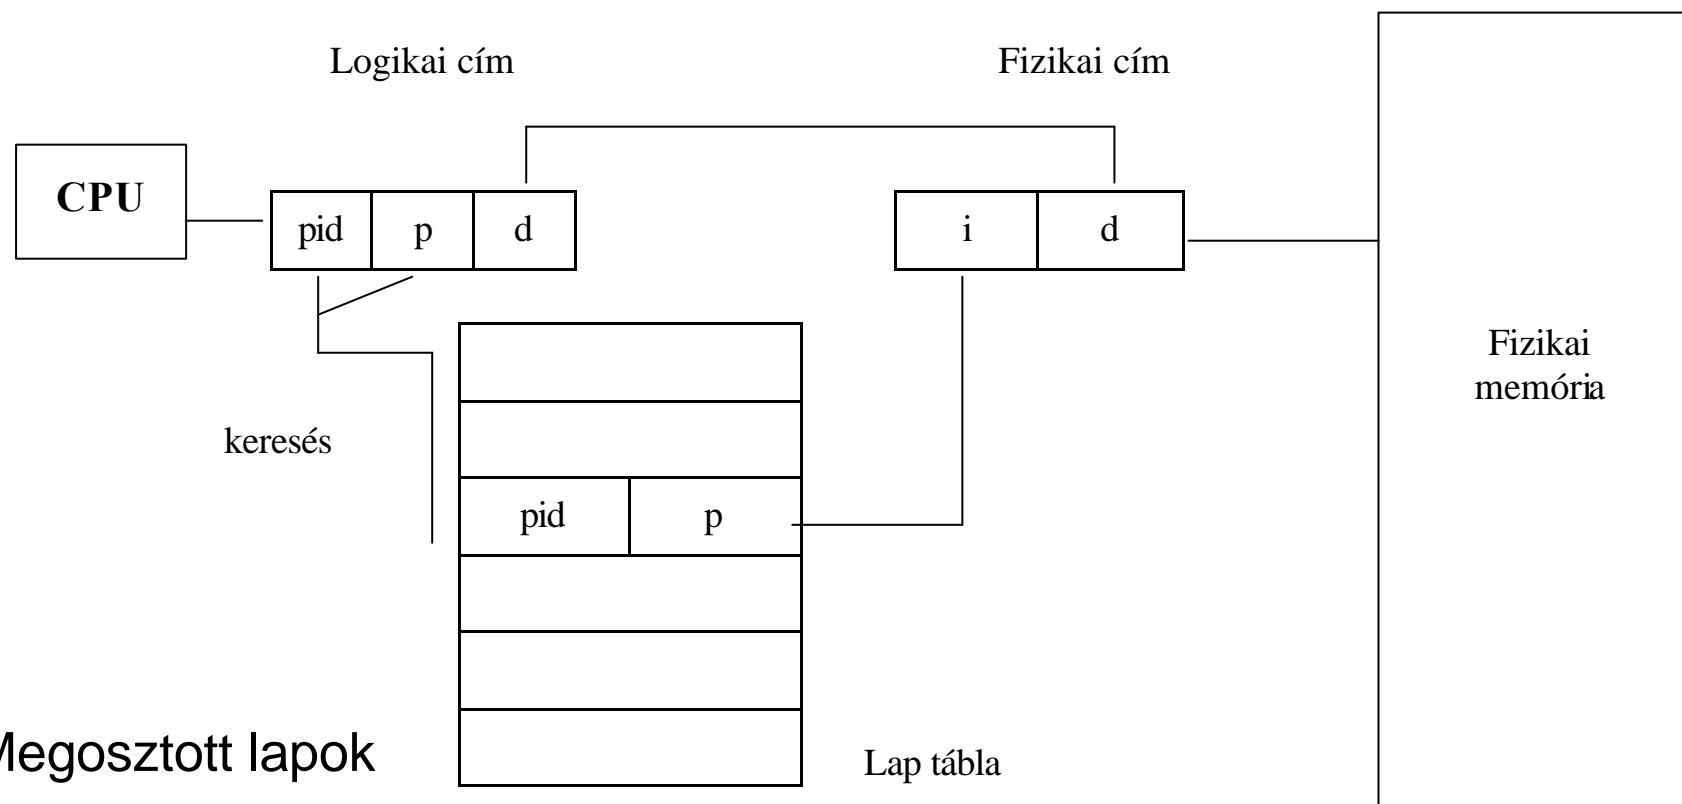 Logikai cím
Fizikai cím
CPU
pid p d
i d
Fizikai
memória
keresés
pid p
Megosztott lapok
Lap tábla